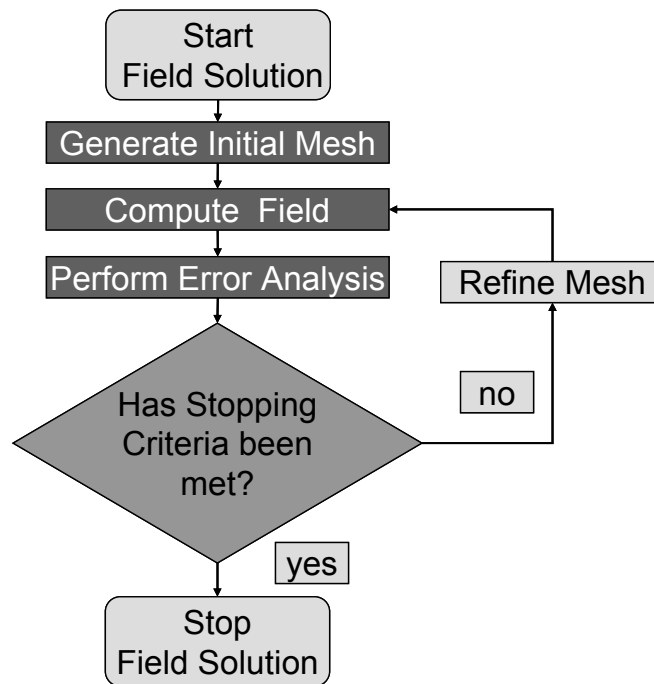 Start
Field Solution
Generate Initial Mesh
Compute Field
Perform Error Analysis
Refine Mesh
Has Stopping
Criteria been
met?
no
yes
Stop
Field Solution